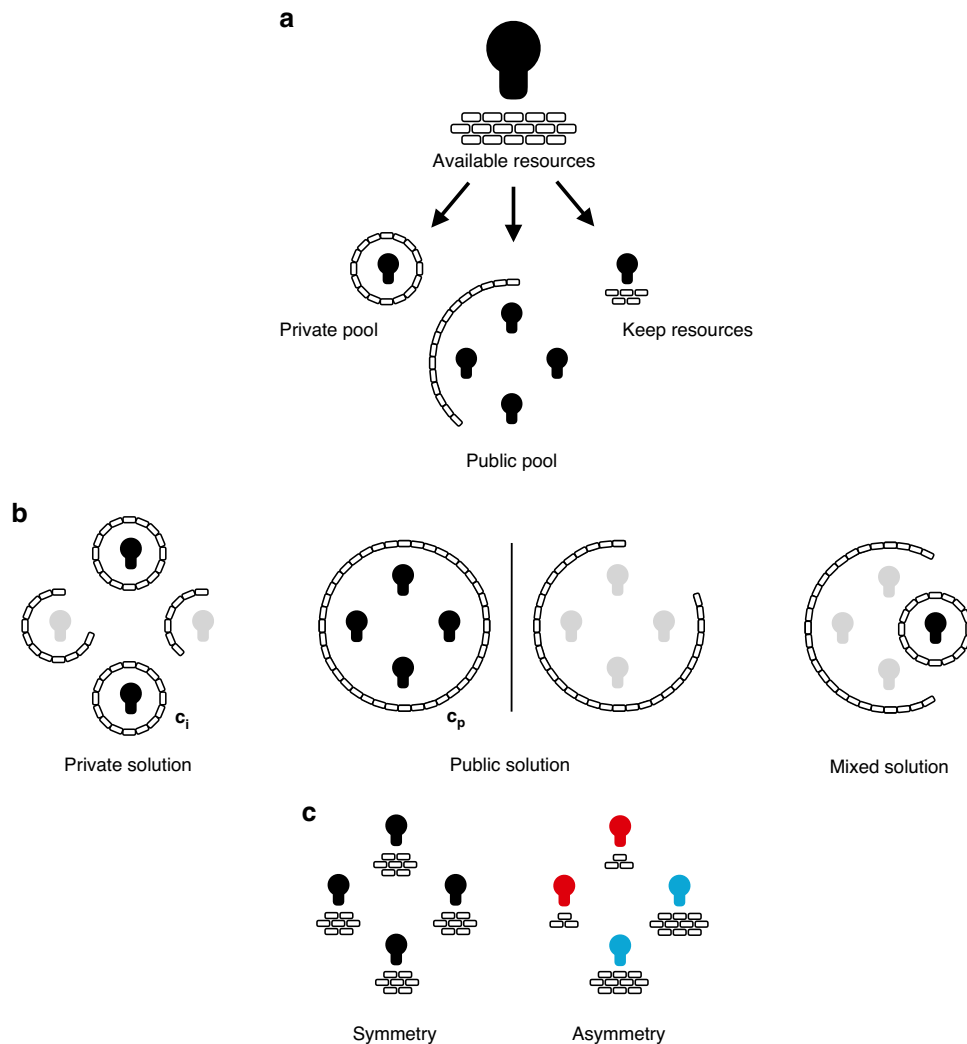 a
Available resources
Private pool
Keep resources
Public pool
b
c_i
c_p
Private solution
Public solution
Mixed solution
c
Symmetry
Asymmetry